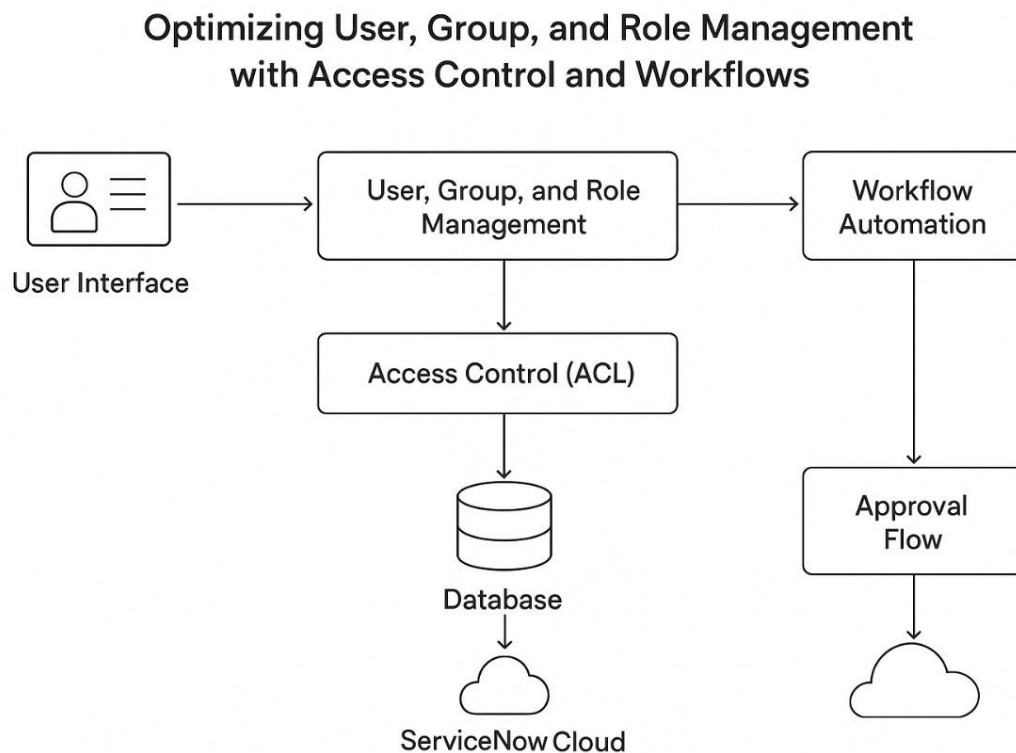 Optimizing User, Group, and Role Management
with Access Control and Workflows
User Interface
User, Group, and Role
Management
Workflow
Automation
Access Control (ACL)
Database
ServiceNow Cloud
Approval
Flow